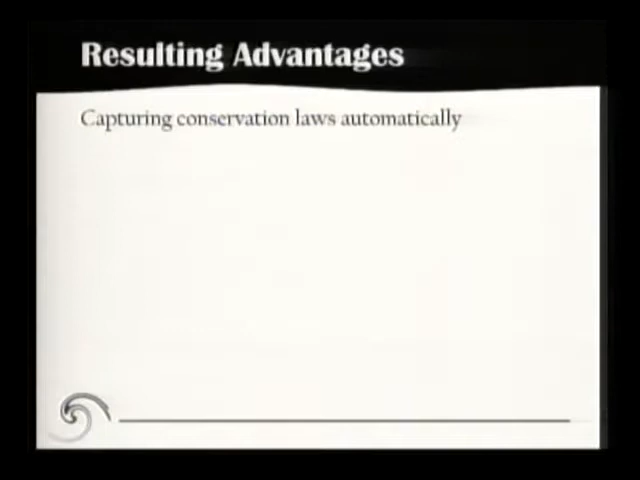 Resulting Advantages
Capturing conservation laws automatically